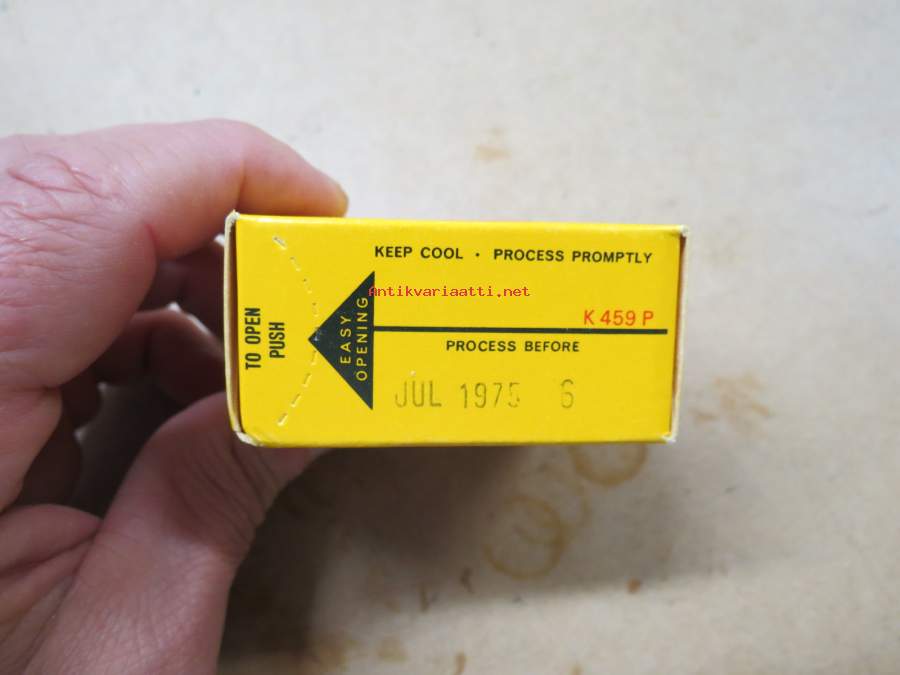 KEEP COOL · PROCESS PROMPTLY
Antikvariaatti.net
K 459 P
TO OPEN
PUSH
EASY
OPENING
PROCESS BEFORE
JUL 1975 6